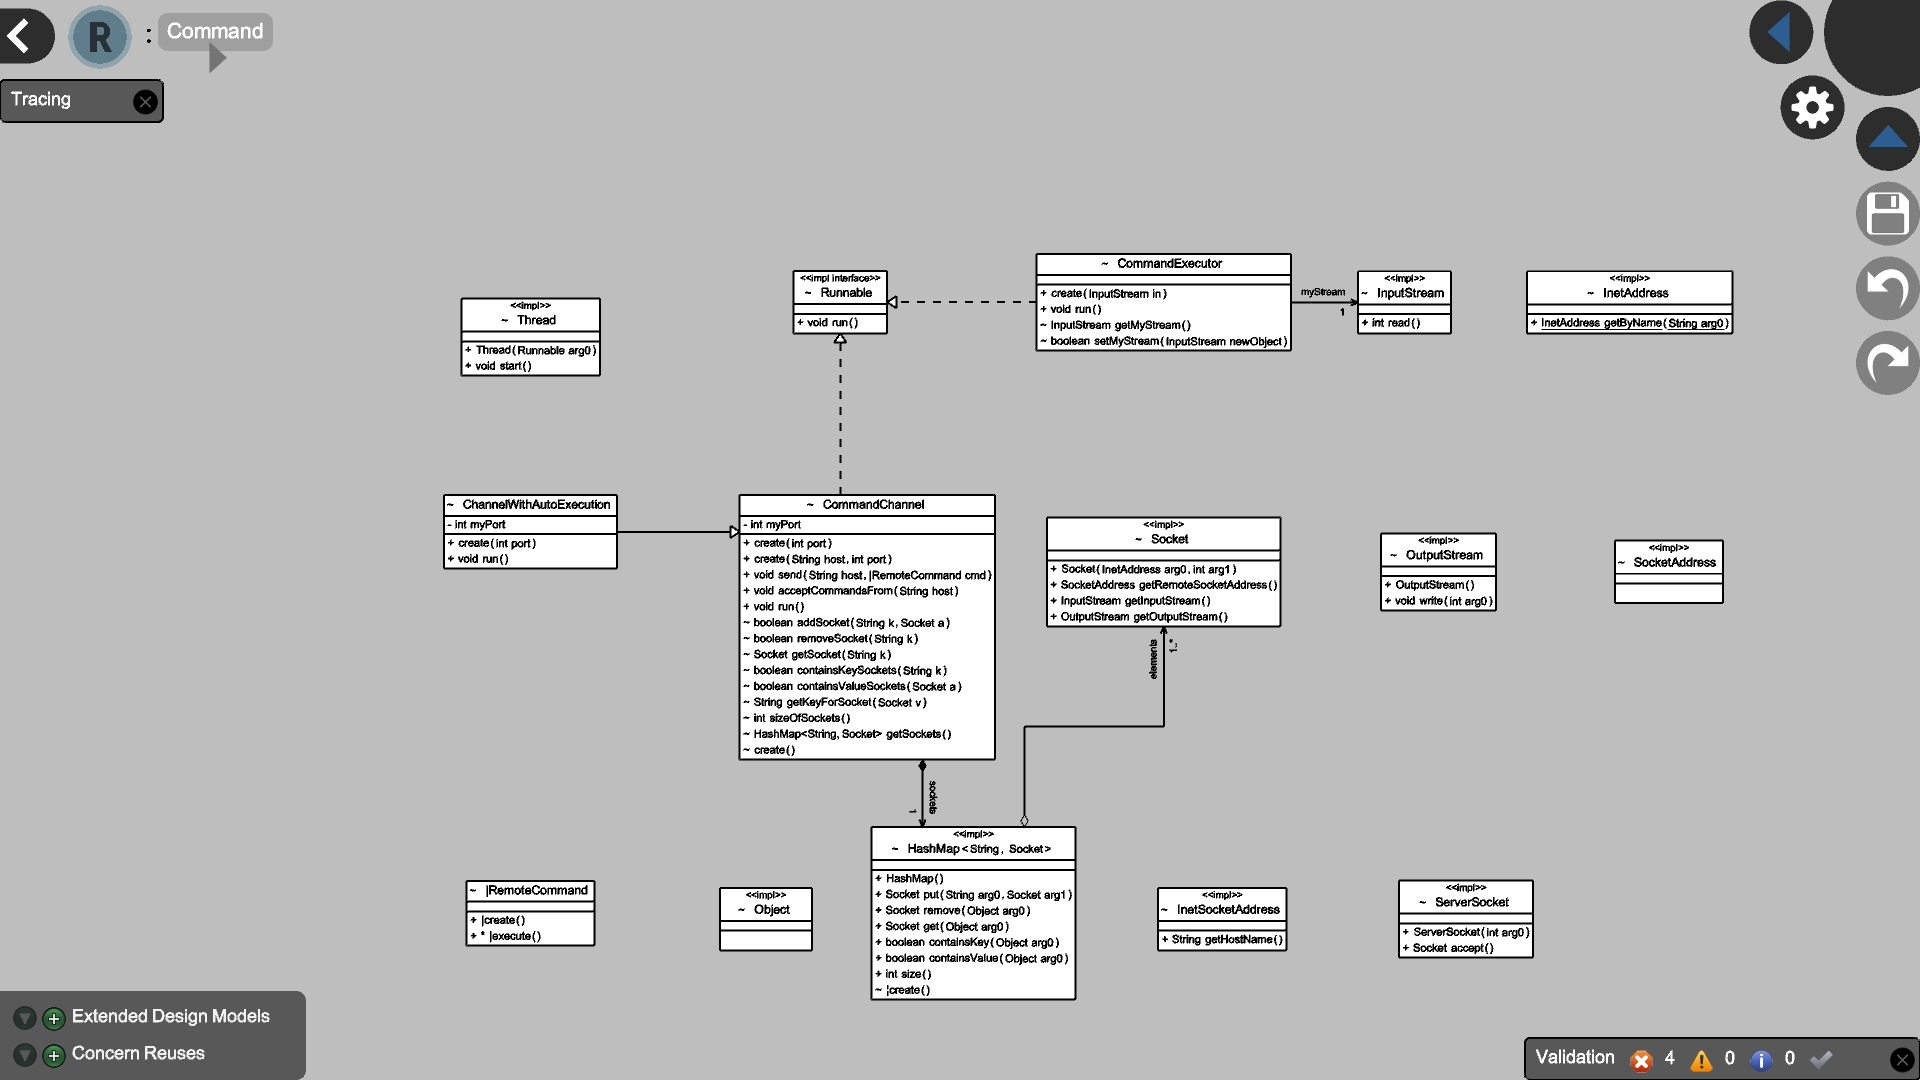 R : Command
Tracing
<<impl>>
~ Thread
+ Thread(Runnable arg0)
+ void start()
<<impl interface>>
~ Runnable
+ void run()
~ CommandExecutor
+ create(InputStream in)
+ void run()
~ InputStream getMyStream()
~ boolean setMyStream(InputStream newObject)
myStream
1
<<impl>>
~ InputStream
+ int read()
<<impl>>
~ InetAddress
+ InetAddress getByName(String arg0)
~ ChannelWithAutoExecution
- int myPort
+ create(int port)
+ void run()
~ CommandChannel
- int myPort
+ create(int port)
+ create(String host, int port)
+ void send(String host, |RemoteCommand cmd)
+ void acceptCommandsFrom(String host)
+ void run()
~ boolean addSocket(String k, Socket a)
~ boolean removeSocket(String k)
~ Socket getSocket(String k)
~ boolean containsKeySockets(String k)
~ boolean containsValueSockets(Socket a)
~ String getKeyForSocket(Socket v)
~ int sizeOfSockets()
~ HashMap<String, Socket> getSockets()
~ create()
<<impl>>
~ Socket
+ Socket(InetAddress arg0, int arg1)
+ SocketAddress getRemoteSocketAddress()
+ InputStream getInputStream()
+ OutputStream getOutputStream()
<<impl>>
~ OutputStream
+ OutputStream()
+ void write(int arg0)
<<impl>>
~ SocketAddress
elements
1..*
sockets
1
~ |RemoteCommand
+ |create()
+ * |execute()
<<impl>>
~ Object
<<impl>>
~ HashMap<String, Socket>
+ HashMap()
+ Socket put(String arg0, Socket arg1)
+ Socket remove(Object arg0)
+ Socket get(Object arg0)
+ boolean containsKey(Object arg0)
+ boolean containsValue(Object arg0)
+ int size()
~ ¦create()
<<impl>>
~ InetSocketAddress
+ String getHostName()
<<impl>>
~ ServerSocket
+ ServerSocket(int arg0)
+ Socket accept()
Extended Design Models
Concern Reuses
Validation 4 0 0